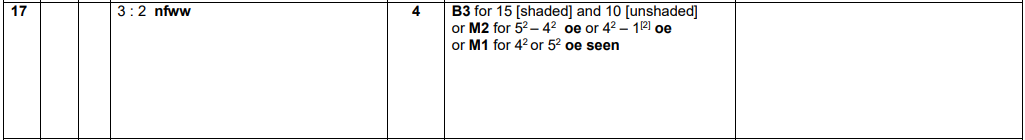 17 3 : 2 nfww 4 B3 for 15 [shaded] and 10 [unshaded]
or M2 for 5² – 4² oe or 4² – 1[²] oe
or M1 for 4² or 5² oe seen